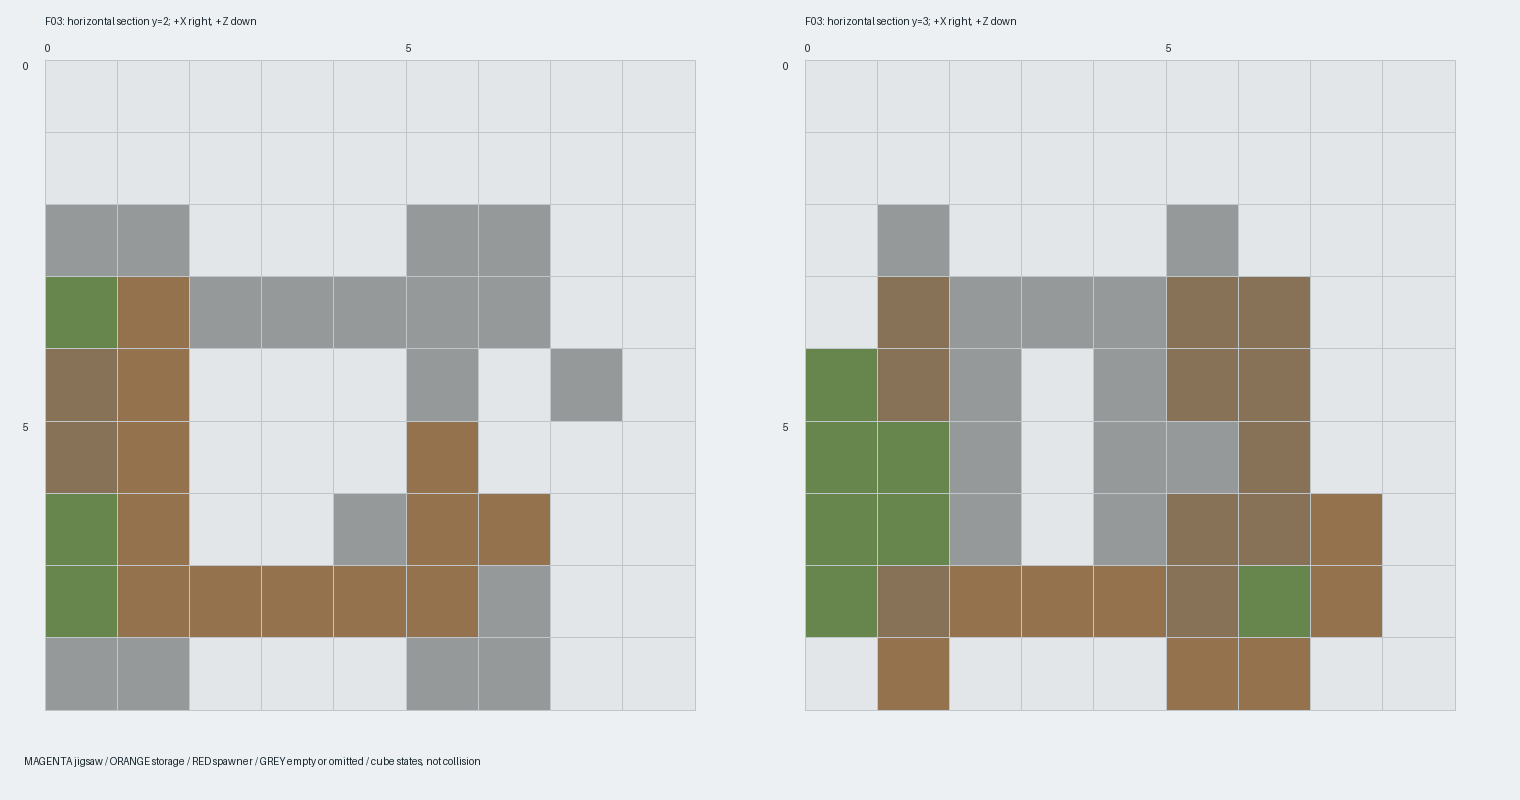 F03: horizontal section y=2; +X right, +Z down
F03: horizontal section y=3; +X right, +Z down
0 5
0 5
0
0
5
5
MAGENTA jigsaw / ORANGE storage / RED spawner / GREY empty or omitted / cube states, not collision